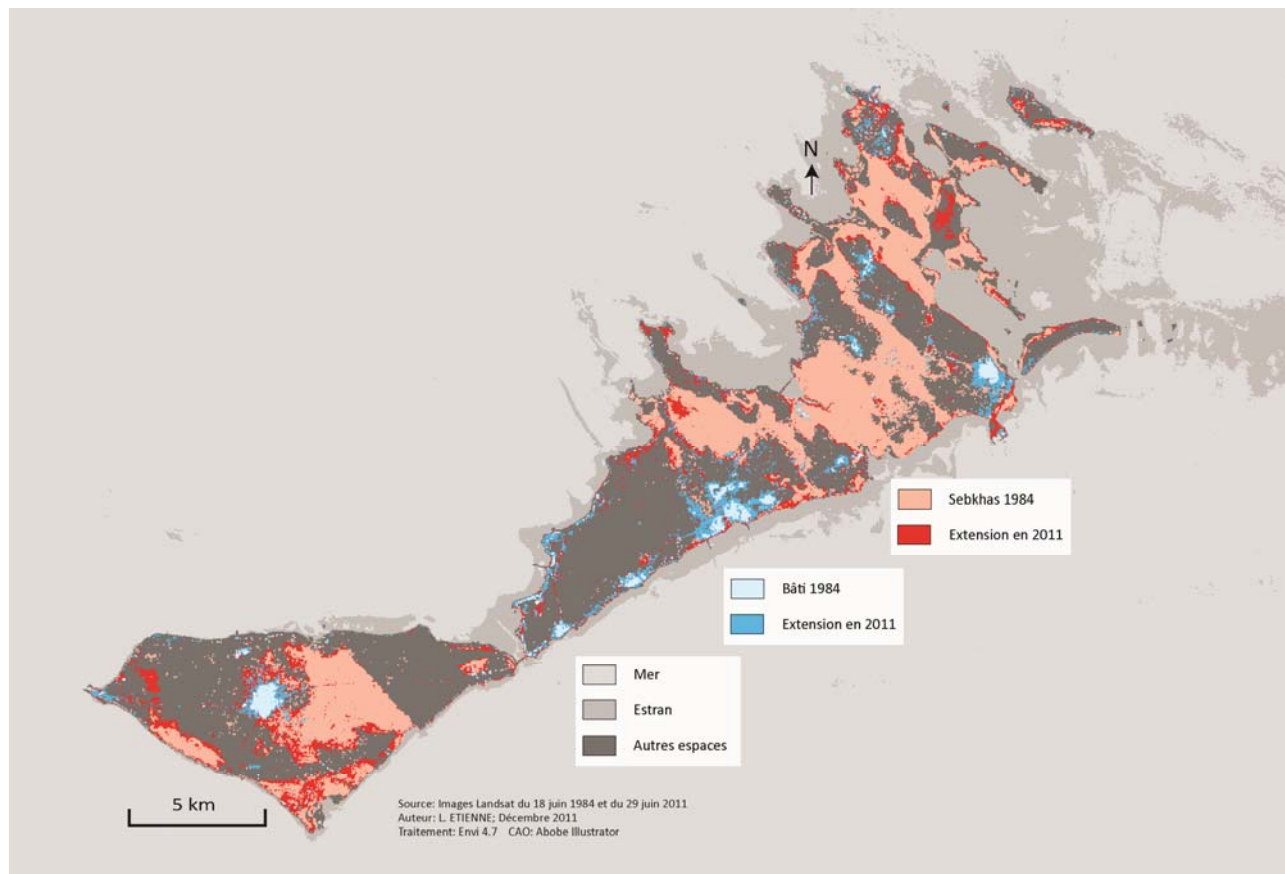 N
Sebkhas 1984
Extension en 2011
Bâti 1984
Extension en 2011
Mer
Estran
Autres espaces
5 km
Source: Images Landsat du 18 juin 1984 et du 29 juin 2011
Auteur: L. ETIENNE; Décembre 2011
Traitement: Envi 4.7 CAO: Abobe Illustrator